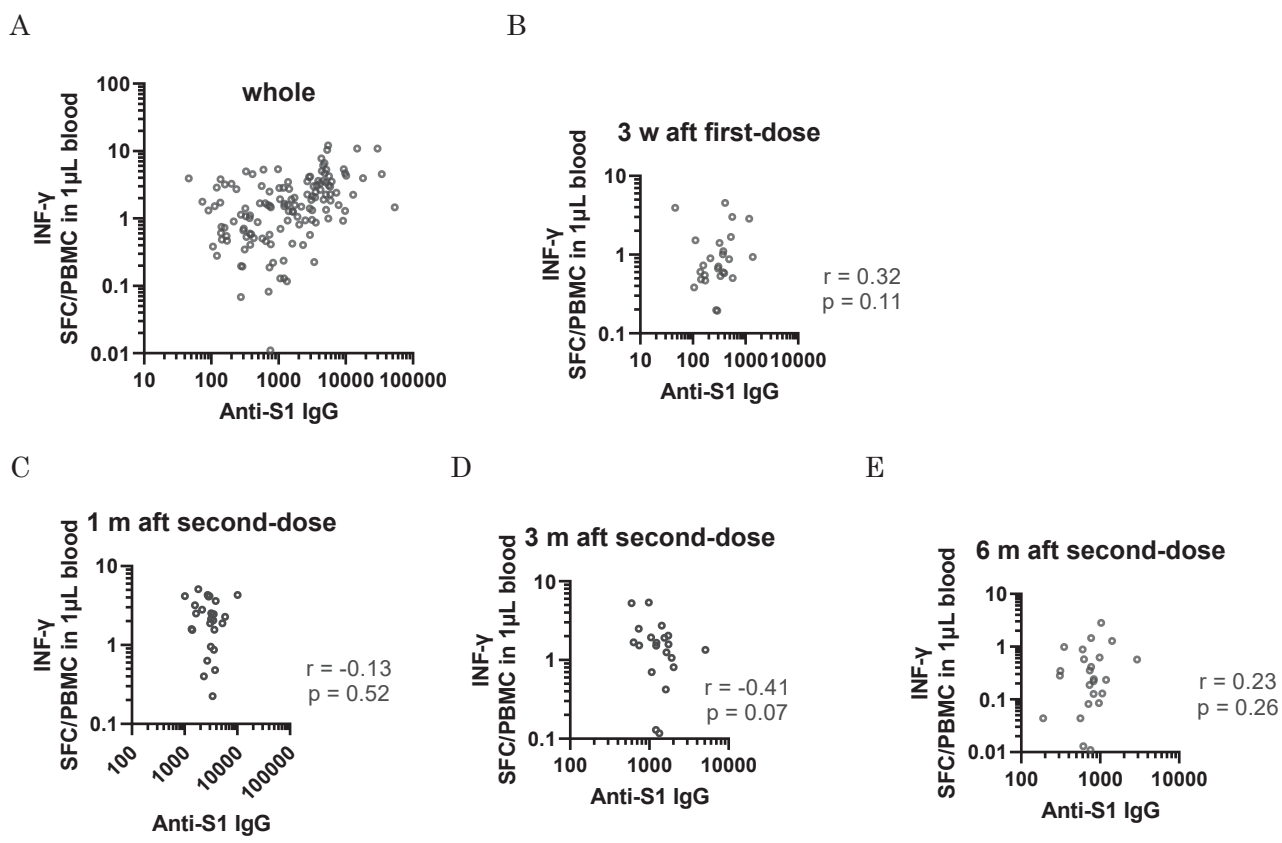 A
whole
INF-γ
SFC/PBMC in 1μL blood
100
10
1
0.1
0.01
10 100 1000 10000 100000
Anti-S1 IgG
B
3 w aft first-dose
INF-γ
SFC/PBMC in 1μL blood
10
1
0.1
10 100 1000 10000
Anti-S1 IgG
r = 0.32
p = 0.11
C
1 m aft second-dose
INF-γ
SFC/PBMC in 1μL blood
10
1
0.1
100 1000 10000 100000
Anti-S1 IgG
r = -0.13
p = 0.52
D
3 m aft second-dose
INF-γ
SFC/PBMC in 1μL blood
10
1
0.1
100 1000 10000
Anti-S1 IgG
r = -0.41
p = 0.07
E
6 m aft second-dose
INF-γ
SFC/PBMC in 1μL blood
10
1
0.1
0.01
100 1000 10000
Anti-S1 IgG
r = 0.23
p = 0.26